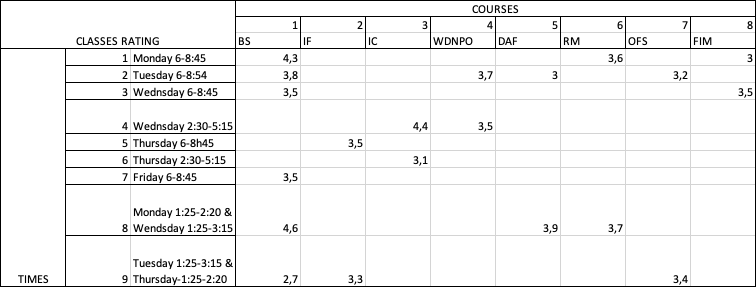 COURSES
1 2 3 4 5 6 7 8
CLASSES RATING BS IF IC WDNPO DAF RM OFS FIM
1 Monday 6-8:45 4,3 3,6 3
2 Tuesday 6-8:54 3,8 3,7 3 3,2
3 Wednsday 6-8:45 3,5 3,5
4 Wednsday 2:30-5:15 4,4 3,5
5 Thursday 6-8h45 3,5
6 Thursday 2:30-5:15 3,1
7 Friday 6-8:45 3,5
Monday 1:25-2:20 &
8 Wendsday 1:25-3:15 4,6 3,9 3,7
Tuesday 1:25-3:15 &
TIMES 9 Thursday-1:25-2:20 2,7 3,3 3,4